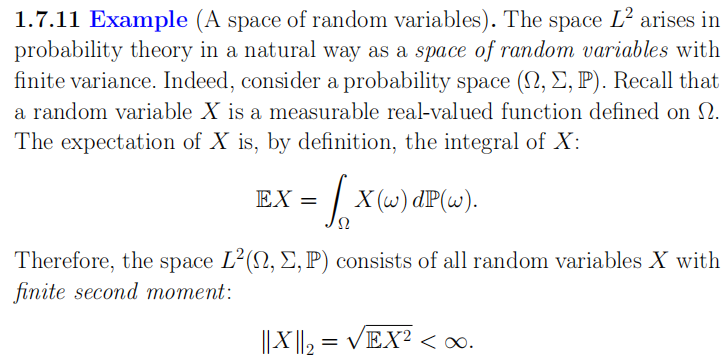 1.7.11 Example (A space of random variables). The space L² arises in
probability theory in a natural way as a space of random variables with
finite variance. Indeed, consider a probability space (Ω, Σ, ℙ). Recall that
a random variable X is a measurable real-valued function defined on Ω.
The expectation of X is, by definition, the integral of X:
𝔼X = ∫_Ω X(ω) dℙ(ω).
Therefore, the space L²(Ω, Σ, ℙ) consists of all random variables X with
finite second moment:
‖X‖₂ = √(𝔼X²) < ∞.